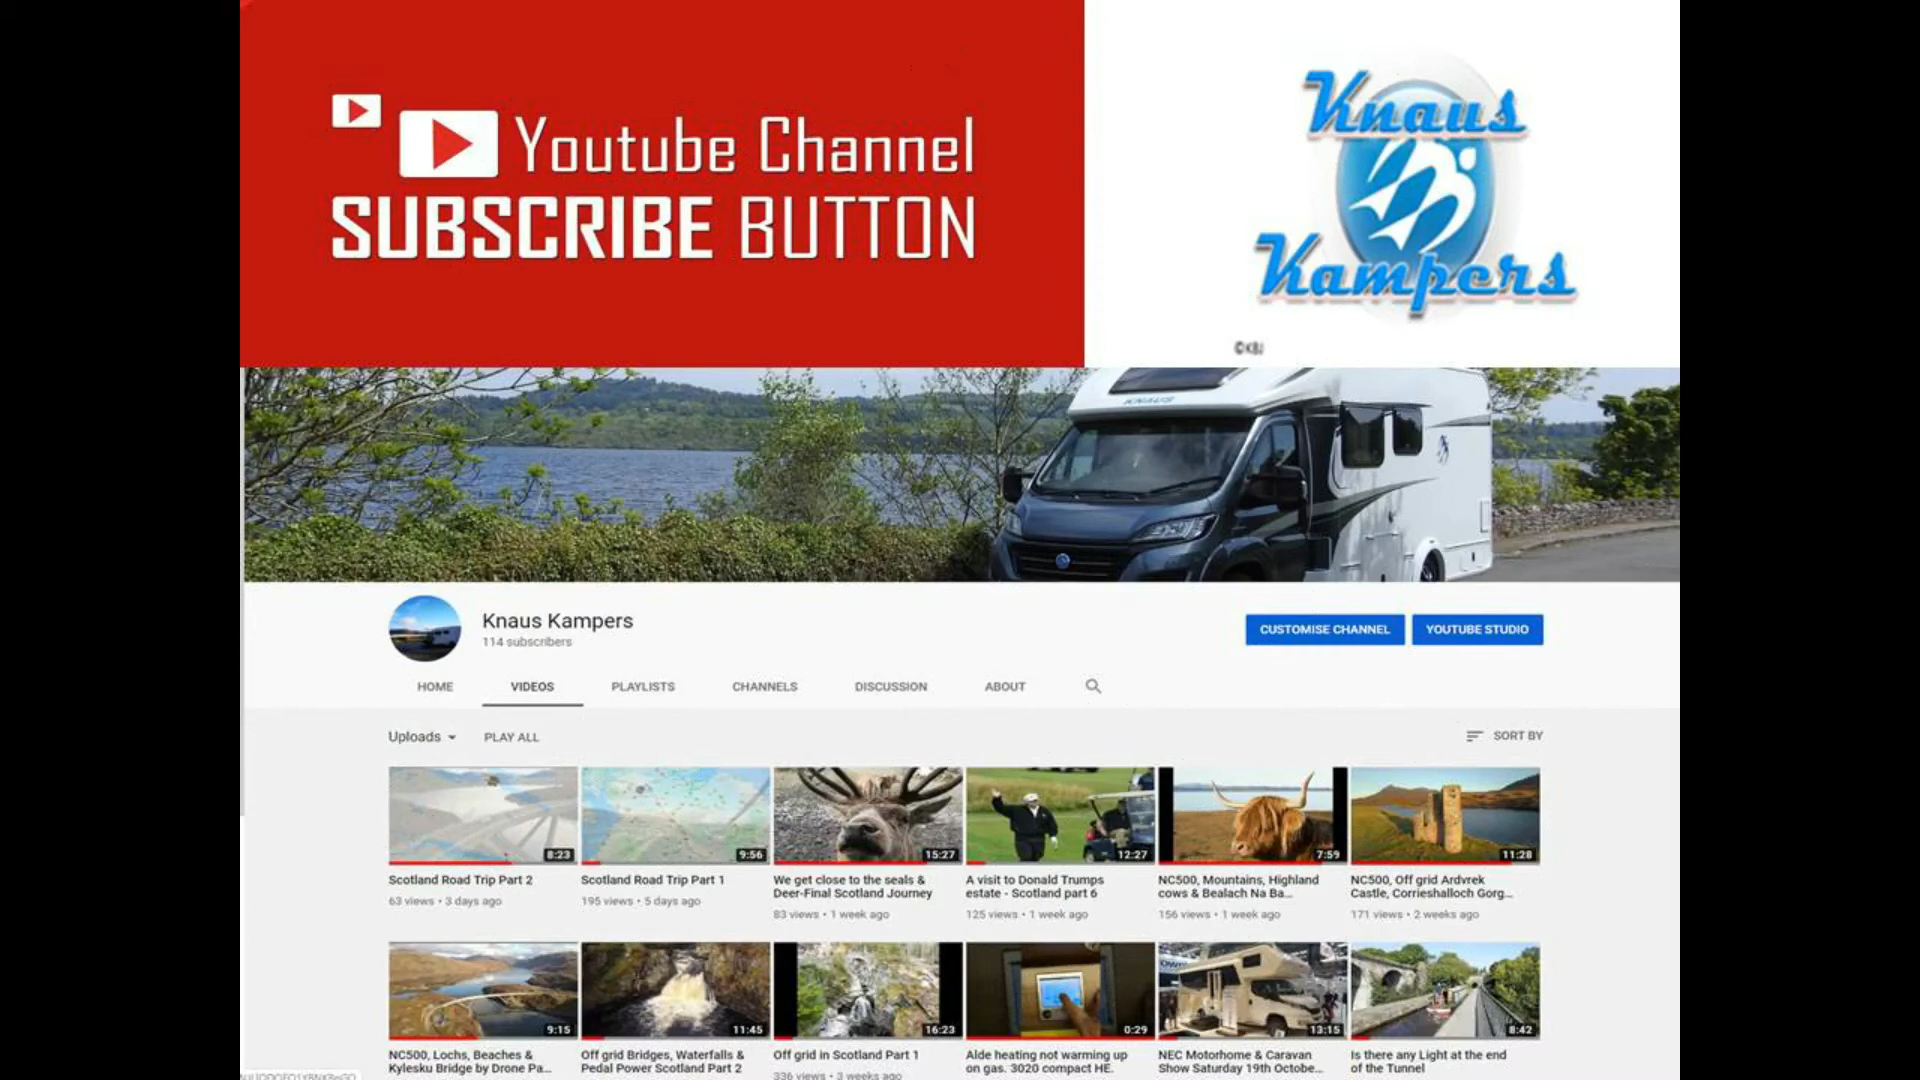 Youtube Channel
SUBSCRIBE BUTTON
Knaus
Kampers
KNAUS
Knaus Kampers
114 subscribers
CUSTOMISE CHANNEL
YOUTUBE STUDIO
HOME
VIDEOS
PLAYLISTS
CHANNELS
DISCUSSION
ABOUT
Uploads
PLAY ALL
SORT BY
8:23
9:56
15:27
12:27
7:59
11:28
Scotland Road Trip Part 2
63 views • 3 days ago
Scotland Road Trip Part 1
195 views • 5 days ago
We get close to the seals &
Deer-Final Scotland Journey
83 views • 1 week ago
A visit to Donald Trumps
estate - Scotland part 6
125 views • 1 week ago
NC500, Mountains, Highland
cows & Bealach Na Ba...
156 views • 1 week ago
NC500, Off grid Ardvrek
Castle, Corrieshalloch Gorg...
171 views • 2 weeks ago
9:15
11:45
16:23
0:29
13:15
8:42
NC500, Lochs, Beaches &
Kylesku Bridge by Drone Pa...
Off grid Bridges, Waterfalls &
Pedal Power Scotland Part 2
Off grid in Scotland Part 1
336 views • 3 weeks ago
Alde heating not warming up
on gas. 3020 compact HE.
NEC Motorhome & Caravan
Show Saturday 19th Octobe...
Is there any Light at the end
of the Tunnel